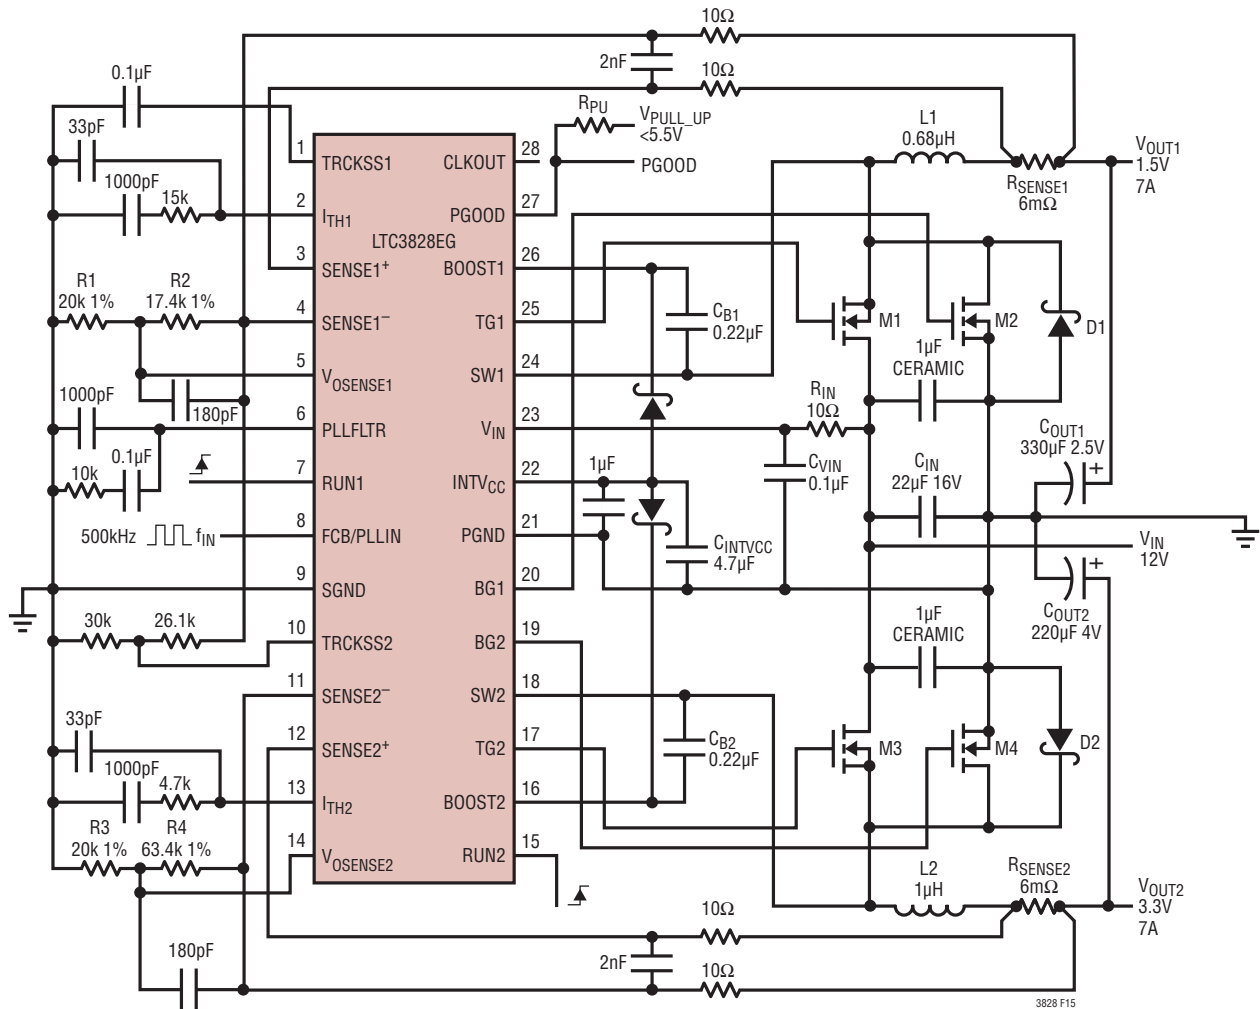 10Ω
2nF
10Ω
0.1µF
33pF
1000pF
15k
R1
20k 1%
R2
17.4k 1%
180pF
1000pF
0.1µF
10k
500kHz
fIN
30k
26.1k
33pF
1000pF
4.7k
R3
20k 1%
R4
63.4k 1%
180pF
LTC3828EG
1
TRCKSS1
2
ITH1
3
SENSE1+
4
SENSE1–
5
VOSENSE1
6
PLLFLTR
7
RUN1
8
FCB/PLLIN
9
SGND
10
TRCKSS2
11
SENSE2–
12
SENSE2+
13
ITH2
14
VOSENSE2
CLKOUT
28
PGOOD
27
BOOST1
26
TG1
25
SW1
24
VIN
23
INTVCC
22
PGND
21
BG1
20
BG2
19
SW2
18
TG2
17
BOOST2
16
RUN2
15
RPU
VPULL_UP
<5.5V
PGOOD
L1
0.68µH
RSENSE1
6mΩ
VOUT1
1.5V
7A
CB1
0.22µF
M1
M2
D1
1µF
CERAMIC
RIN
10Ω
CVIN
0.1µF
CIN
22µF 16V
COUT1
330µF 2.5V
+
1µF
CINTVCC
4.7µF
VIN
12V
+
COUT2
220µF 4V
1µF
CERAMIC
CB2
0.22µF
M3
M4
D2
L2
1µH
RSENSE2
6mΩ
VOUT2
3.3V
7A
10Ω
2nF
10Ω
3828 F15